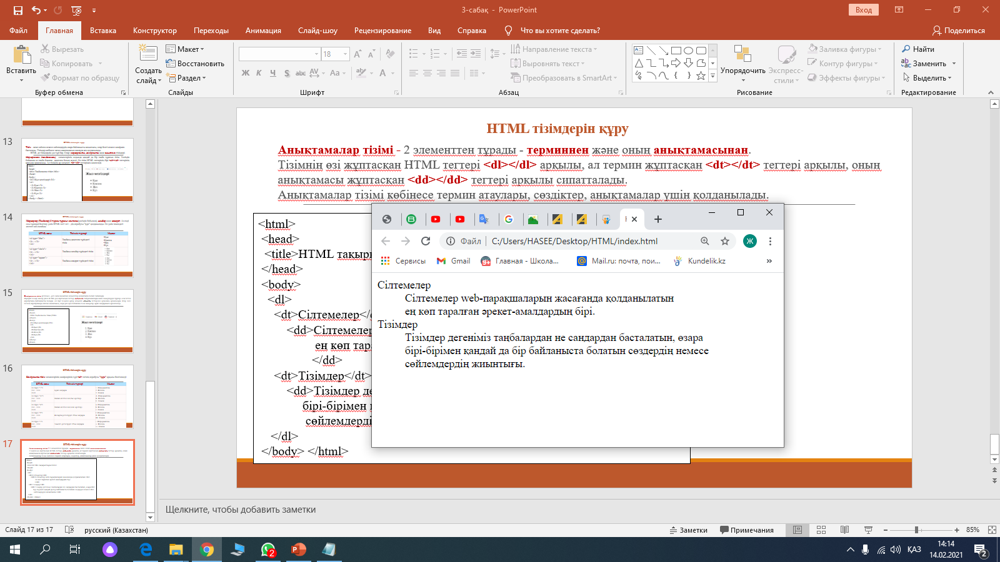 3-сабақ - PowerPoint
Вход
Файл
Главная
Вставка
Конструктор
Переходы
Анимация
Слайд-шоу
Рецензирование
Вид
Справка
Что вы хотите сделать?
Поделиться
Вставить
Вырезать
Копировать
Формат по образцу
Буфер обмена
Создать слайд
Макет
Восстановить
Раздел
Слайды
18
Ж К Ч S abc AV Aa
Шрифт
Направление текста
Выровнять текст
Преобразовать в SmartArt
Абзац
Упорядочить
Экспресс-стили
Заливка фигуры
Контур фигуры
Эффекты фигуры
Рисование
Найти
Заменить
Выделить
Редактирование
13
14
15
16
17
HTML тізімдерін құру
Анықтамалар тізімі - 2 элементтен тұрады - терминнен және оның анықтамасынан.
Тізімнің өзі жұптасқан HTML тегтері <dl></dl> арқылы, ал термин жұптасқан <dt></dt> тегтері арқылы, оның
анықтамасы жұптасқан <dd></dd> тегтері арқылы сипатталады.
Анықтамалар тізімі көбінесе термин атаулары, сөздіктер, анықтамалар үшін қолданылады.
<html>
<head>
<title>HTML тақыры
</head>
<body>
<dl>
<dt>Сілтемелер</d
<dd>Сілтемелер
ең көп тара
</dd>
<dt>Тізімдер</dt>
<dd>Тізімдер де
бірі-бірімен
сөйлемдерді
</dl>
</body> </html>
Файл
C:/Users/HASEE/Desktop/HTML/index.html
Ж
Сервисы
Gmail
Главная - Школа...
Mail.ru: почта, пои...
Kundelik.kz
»
Сілтемелер
Сілтемелер web-парақшаларын жасағанда қолданылатын
ең көп таралған әрекет-амалдардың бірі.
Тізімдер
Тізімдер дегеніміз таңбалардан не сандардан басталатын, өзара
бірі-бірімен қандай да бір байланыста болатын сөздердің немесе
сөйлемдердің жиынтығы.
Щелкните, чтобы добавить заметки
Слайд 17 из 17
русский (Казахстан)
Заметки
Примечания
85%
2
ҚАЗ
14:14
14.02.2021
2